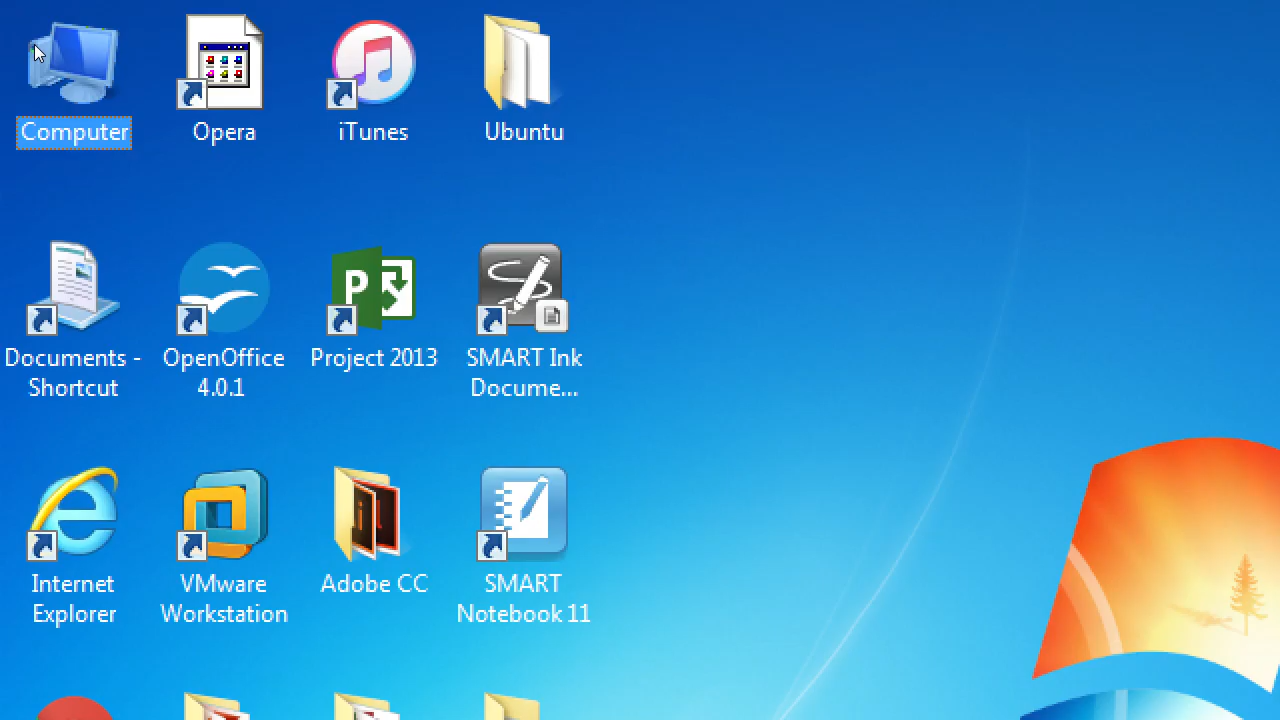 Computer
Opera
iTunes
Ubuntu
Documents -
Shortcut
OpenOffice
4.0.1
Project 2013
SMART Ink
Docume...
Internet
Explorer
VMware
Workstation
Adobe CC
SMART
Notebook 11